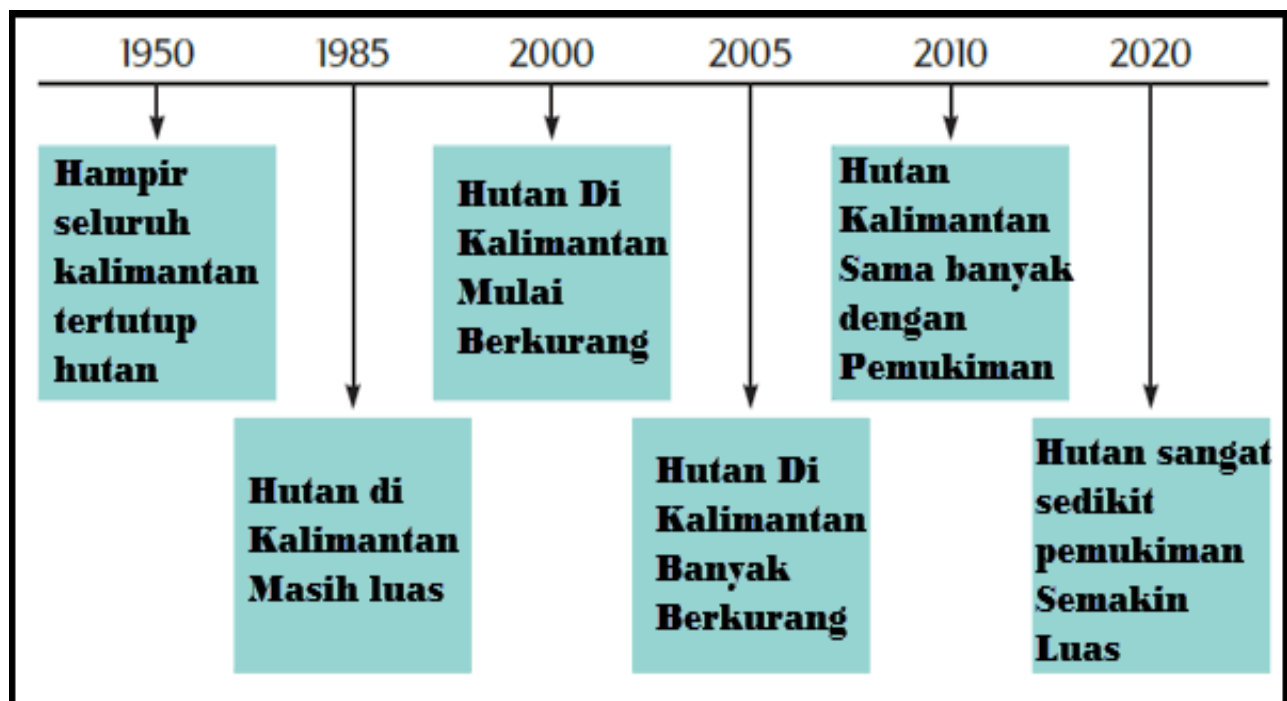 1950 1985 2000 2005 2010 2020
Hampir
seluruh
kalimantan
tertutup
hutan
Hutan di
Kalimantan
Masih luas
Hutan Di
Kalimantan
Mulai
Berkurang
Hutan Di
Kalimantan
Banyak
Berkurang
Hutan
Kalimantan
Sama banyak
dengan
Pemukiman
Hutan sangat
sedikit
pemukiman
Semakin
Luas